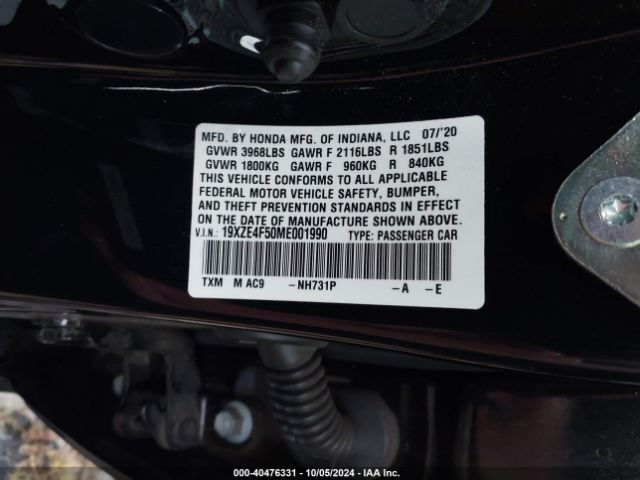 MFD. BY HONDA MFG. OF INDIANA, LLC 07/'20
GVWR 3968LBS GAWR F 2116LBS R 1851LBS
GVWR 1800KG GAWR F 960KG R 840KG
THIS VEHICLE CONFORMS TO ALL APPLICABLE
FEDERAL MOTOR VEHICLE SAFETY, BUMPER,
AND THEFT PREVENTION STANDARDS IN EFFECT
ON THE DATE OF MANUFACTURE SHOWN ABOVE.
V.I.N.: 19XZE4F50ME001990 TYPE: PASSENGER CAR
TXM M AC9 -NH731P -A -E
000-40476331 - 10/05/2024 - IAA Inc.